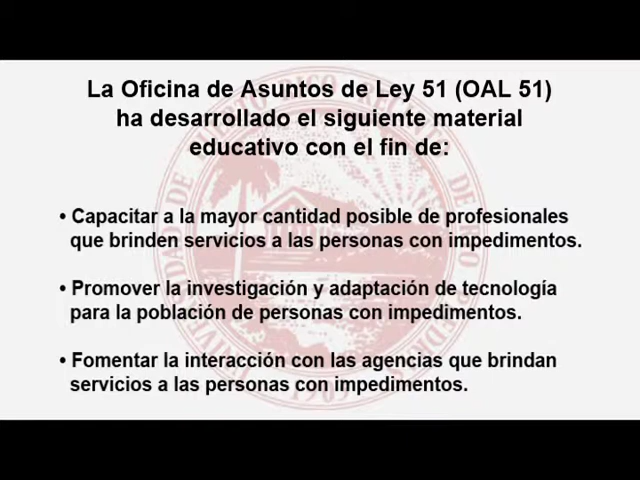 La Oficina de Asuntos de Ley 51 (OAL 51)
ha desarrollado el siguiente material
educativo con el fin de:
• Capacitar a la mayor cantidad posible de profesionales
que brinden servicios a las personas con impedimentos.
• Promover la investigación y adaptación de tecnología
para la población de personas con impedimentos.
• Fomentar la interacción con las agencias que brindan
servicios a las personas con impedimentos.